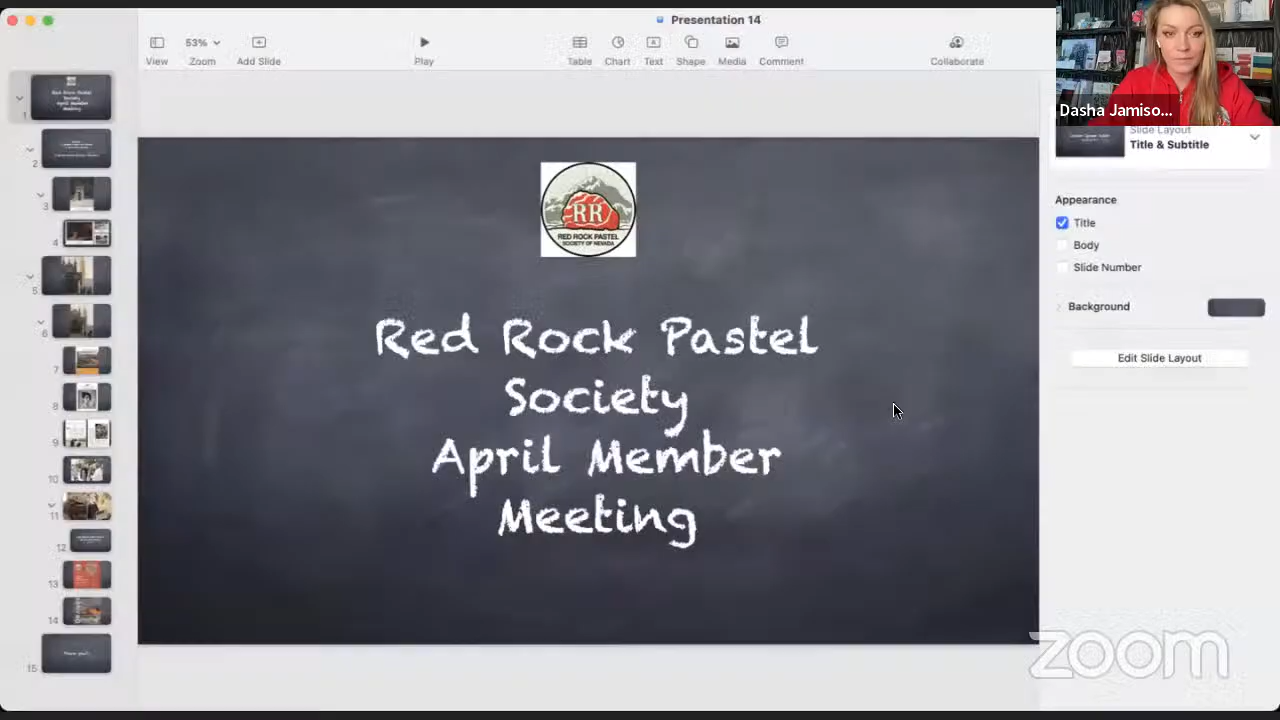 Presentation 14
53%
View
Zoom
Add Slide
Play
Table
Chart
Text
Shape
Media
Comment
Collaborate
Dasha Jamiso...
Slide Layout
Title & Subtitle
Appearance
Title
Body
Slide Number
Background
Edit Slide Layout
RR
RED ROCK PASTEL
SOCIETY OF NEVADA
Red Rock Pastel
Society
April Member
Meeting
1
2
3
4
5
6
7
8
9
10
11
12
13
14
15
zoom